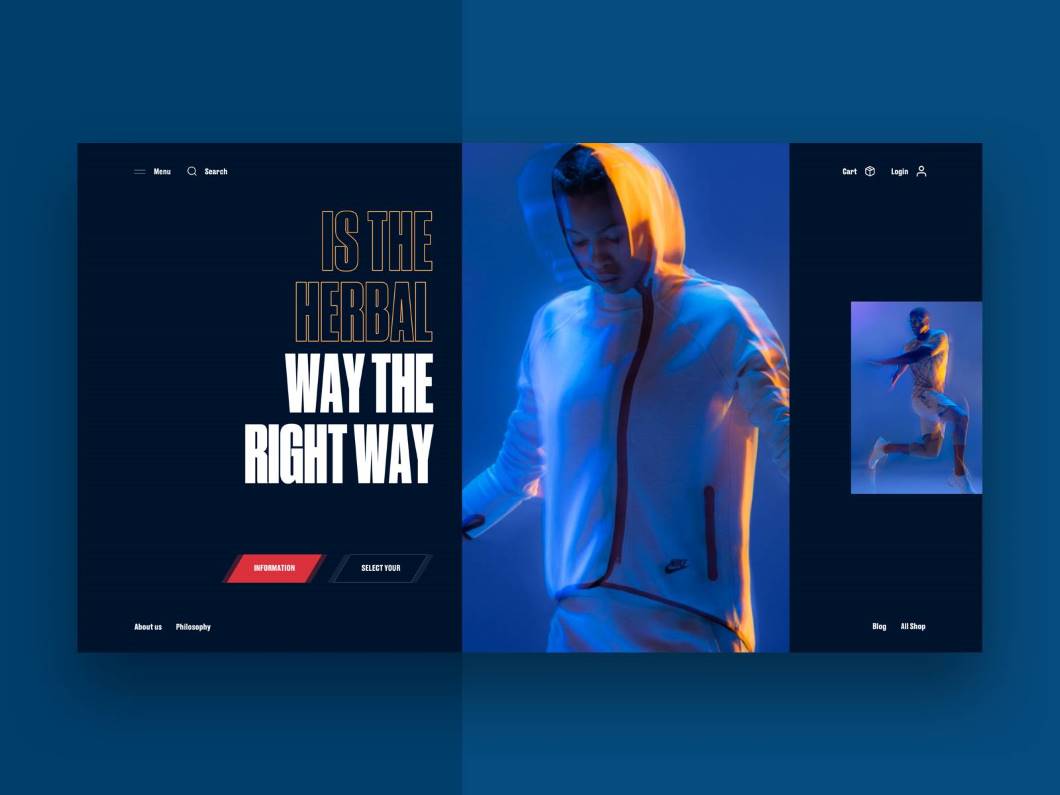 Menu Search
Cart Login
IS THE
HERBAL
WAY THE
RIGHT WAY
NIKE
INFORMATION
SELECT YOUR
About us Philosophy
Blog All Shop